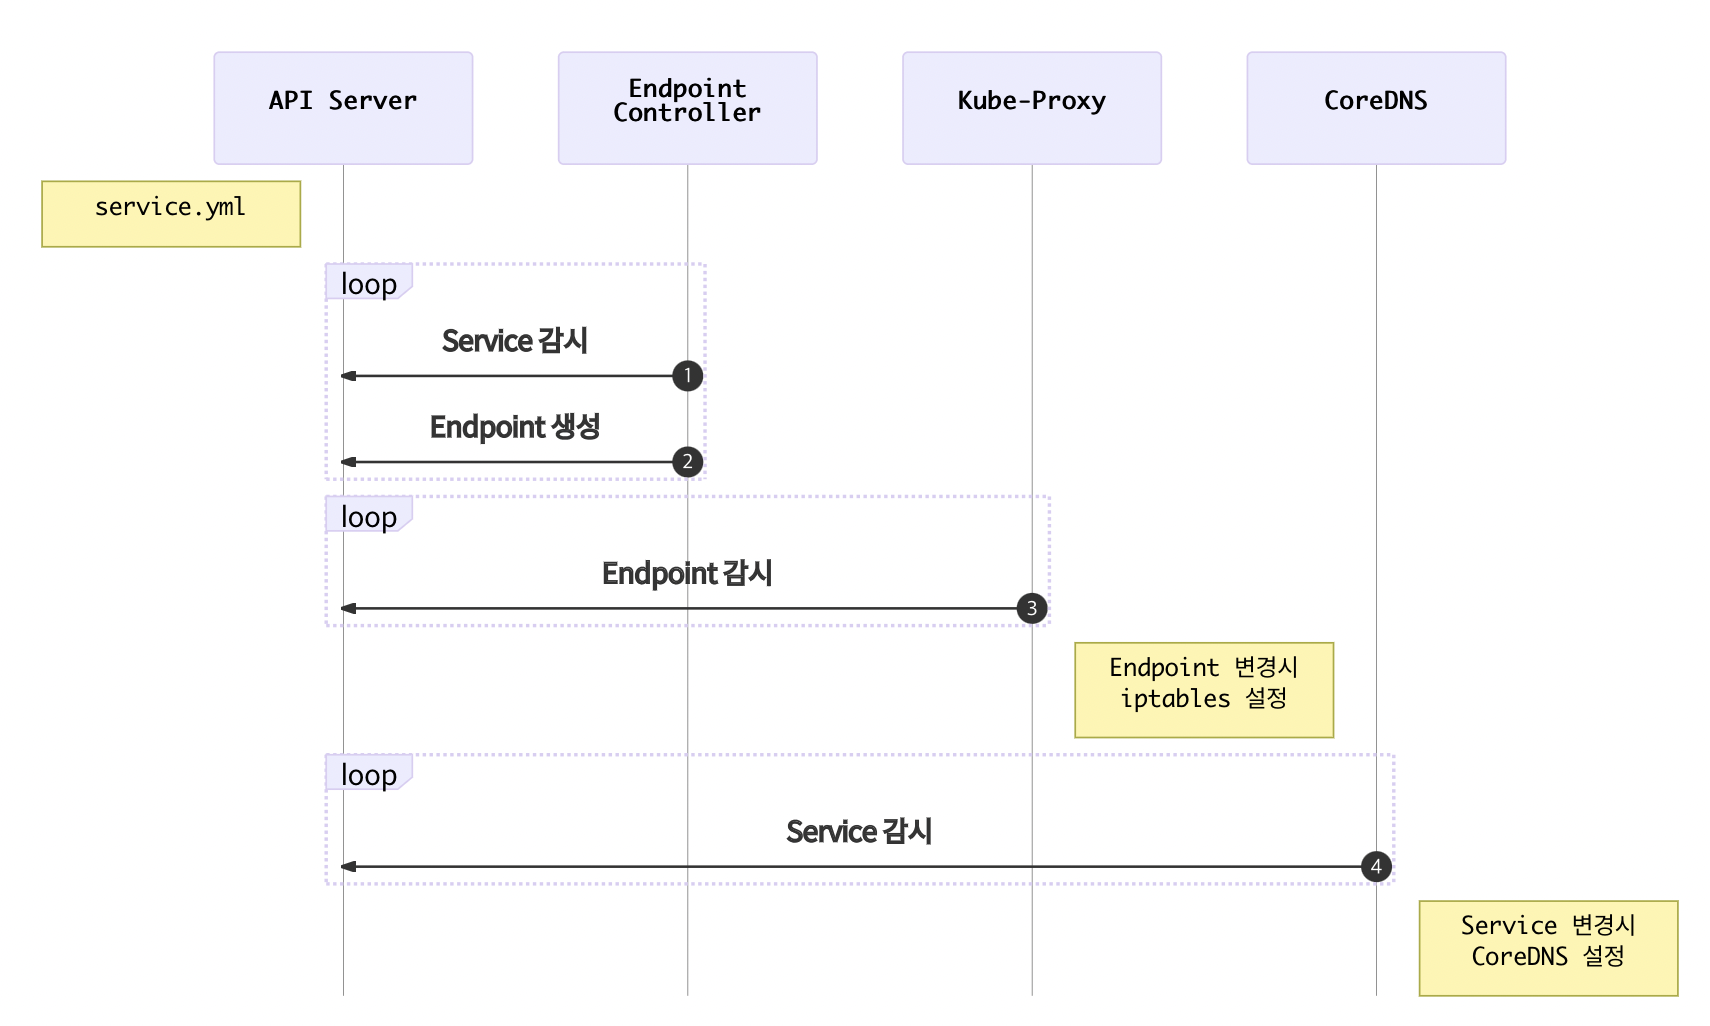 API Server
Endpoint
Controller
Kube-Proxy
CoreDNS
service.yml
loop
Service 감시
1
Endpoint 생성
2
loop
Endpoint 감시
3
Endpoint 변경시
iptables 설정
loop
Service 감시
4
Service 변경시
CoreDNS 설정